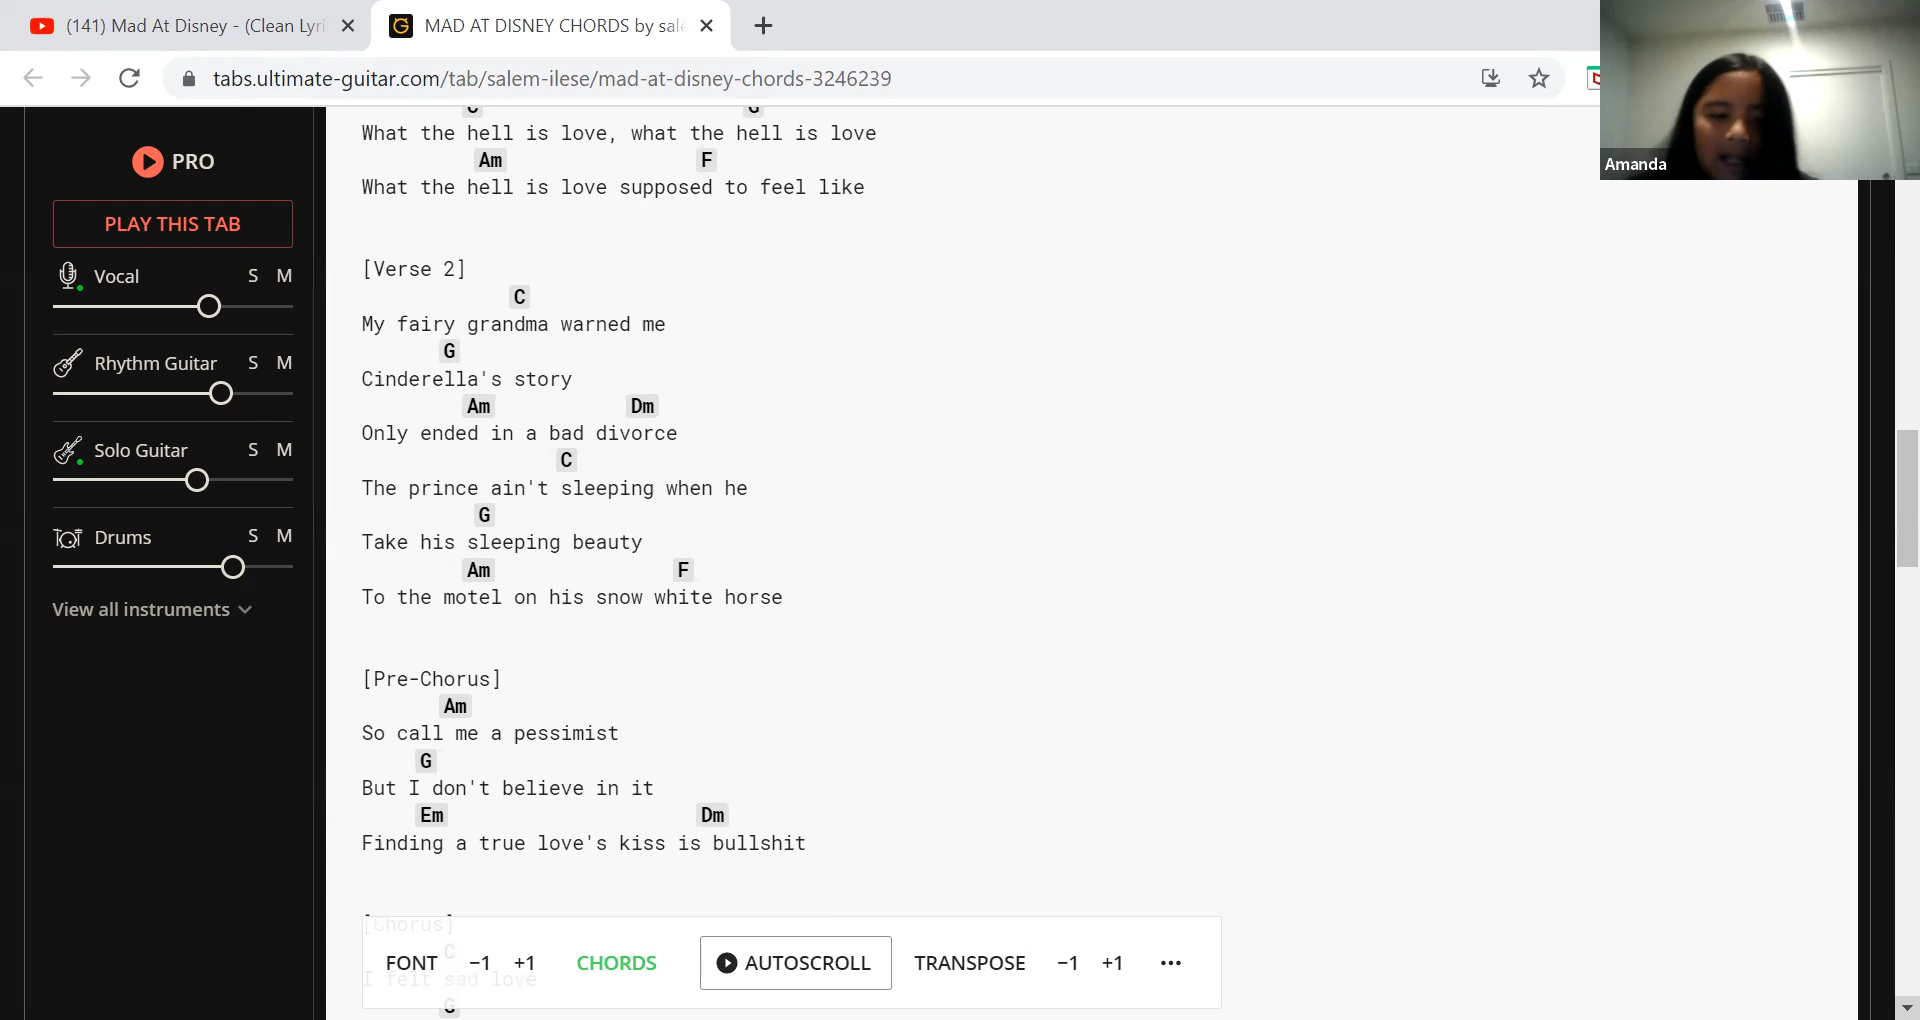 (141) Mad At Disney - (Clean Lyri
MAD AT DISNEY CHORDS by sal
tabs.ultimate-guitar.com/tab/salem-ilese/mad-at-disney-chords-3246239
Amanda
PRO
PLAY THIS TAB
Vocal S M
Rhythm Guitar S M
Solo Guitar S M
Drums S M
View all instruments
C G
What the hell is love, what the hell is love
Am F
What the hell is love supposed to feel like
[Verse 2]
C
My fairy grandma warned me
G
Cinderella's story
Am Dm
Only ended in a bad divorce
C
The prince ain't sleeping when he
G
Take his sleeping beauty
Am F
To the motel on his snow white horse
[Pre-Chorus]
Am
So call me a pessimist
G
But I don't believe in it
Em Dm
Finding a true love's kiss is bullshit
[Chorus]
C
I felt sad love
G
FONT −1 +1 CHORDS AUTOSCROLL TRANSPOSE −1 +1